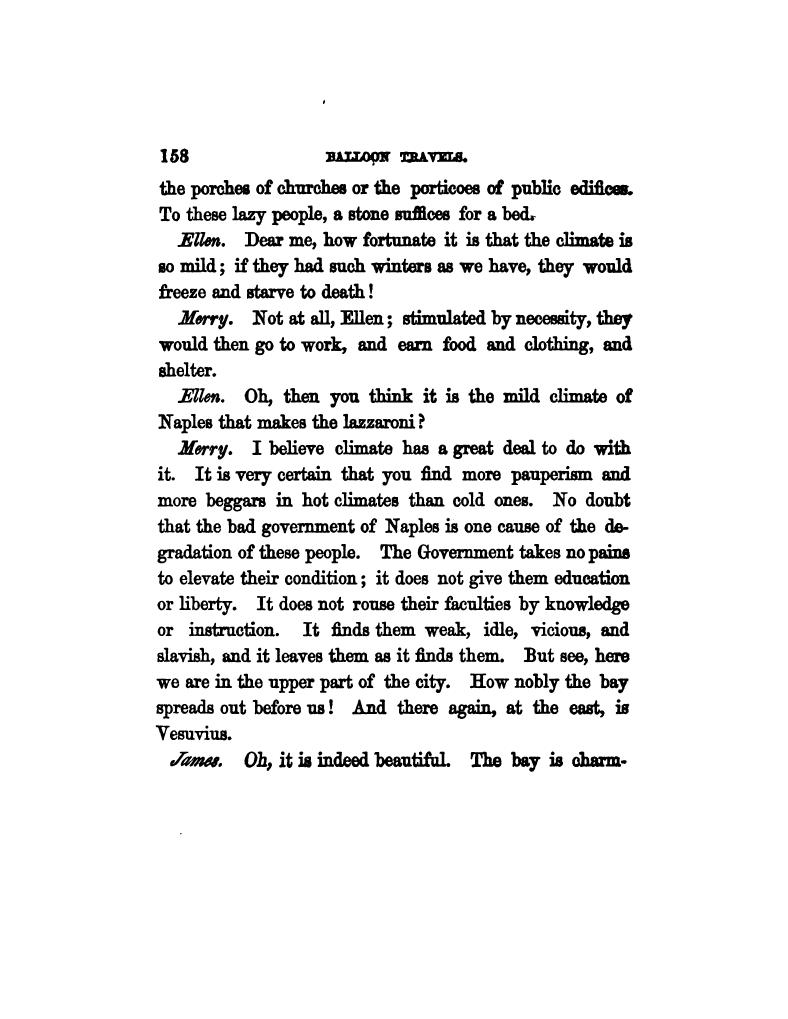 158 BALLOON TRAVELS.
the porches of churches or the porticoes of public edifices.
To these lazy people, a stone suffices for a bed.
Ellen. Dear me, how fortunate it is that the climate is
so mild; if they had such winters as we have, they would
freeze and starve to death!
Merry. Not at all, Ellen; stimulated by necessity, they
would then go to work, and earn food and clothing, and
shelter.
Ellen. Oh, then you think it is the mild climate of
Naples that makes the lazzaroni?
Merry. I believe climate has a great deal to do with
it. It is very certain that you find more pauperism and
more beggars in hot climates than cold ones. No doubt
that the bad government of Naples is one cause of the de-
gradation of these people. The Government takes no pains
to elevate their condition; it does not give them education
or liberty. It does not rouse their faculties by knowledge
or instruction. It finds them weak, idle, vicious, and
slavish, and it leaves them as it finds them. But see, here
we are in the upper part of the city. How nobly the bay
spreads out before us! And there again, at the east, is
Vesuvius.
James. Oh, it is indeed beautiful. The bay is charm-